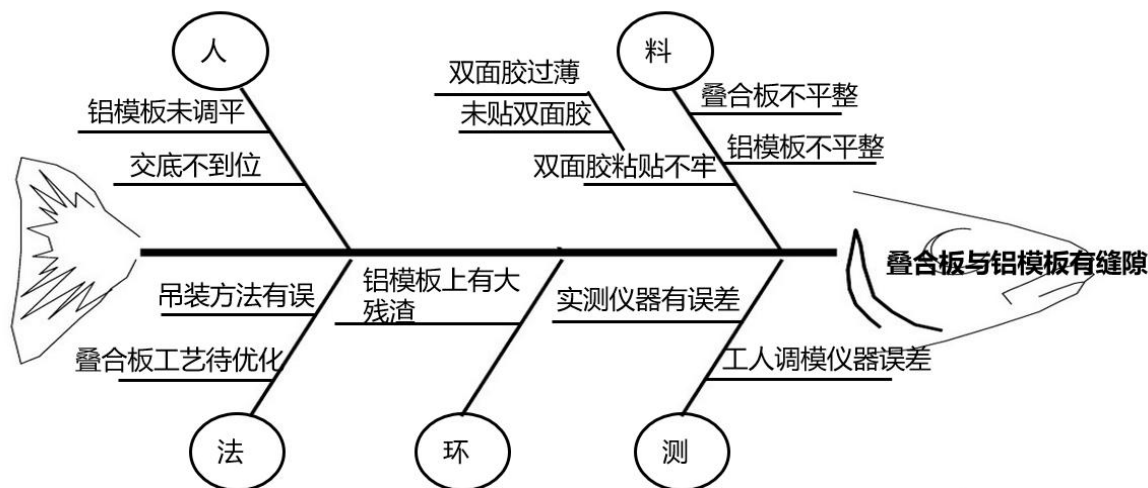 人
料
双面胶过薄
铝模板未调平
未贴双面胶
叠合板不平整
交底不到位
双面胶粘贴不牢
铝模板不平整
叠合板与铝模板有缝隙
吊装方法有误
铝模板上有大
残渣
实测仪器有误差
叠合板工艺待优化
工人调模仪器误差
法
环
测